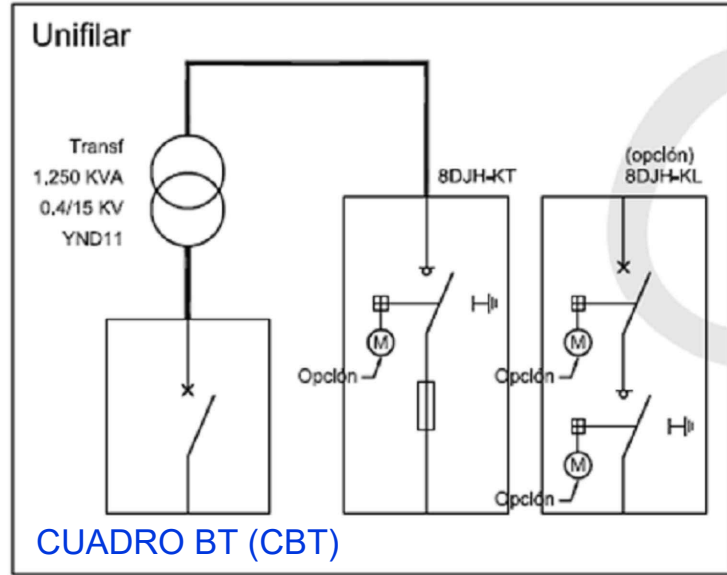 Unifilar
Transf
1,250 KVA
0.4/15 KV
YND11
8DJH-KT
(opción)
8DJH-KL
M
Opción
M
Opción
M
Opción
CUADRO BT (CBT)